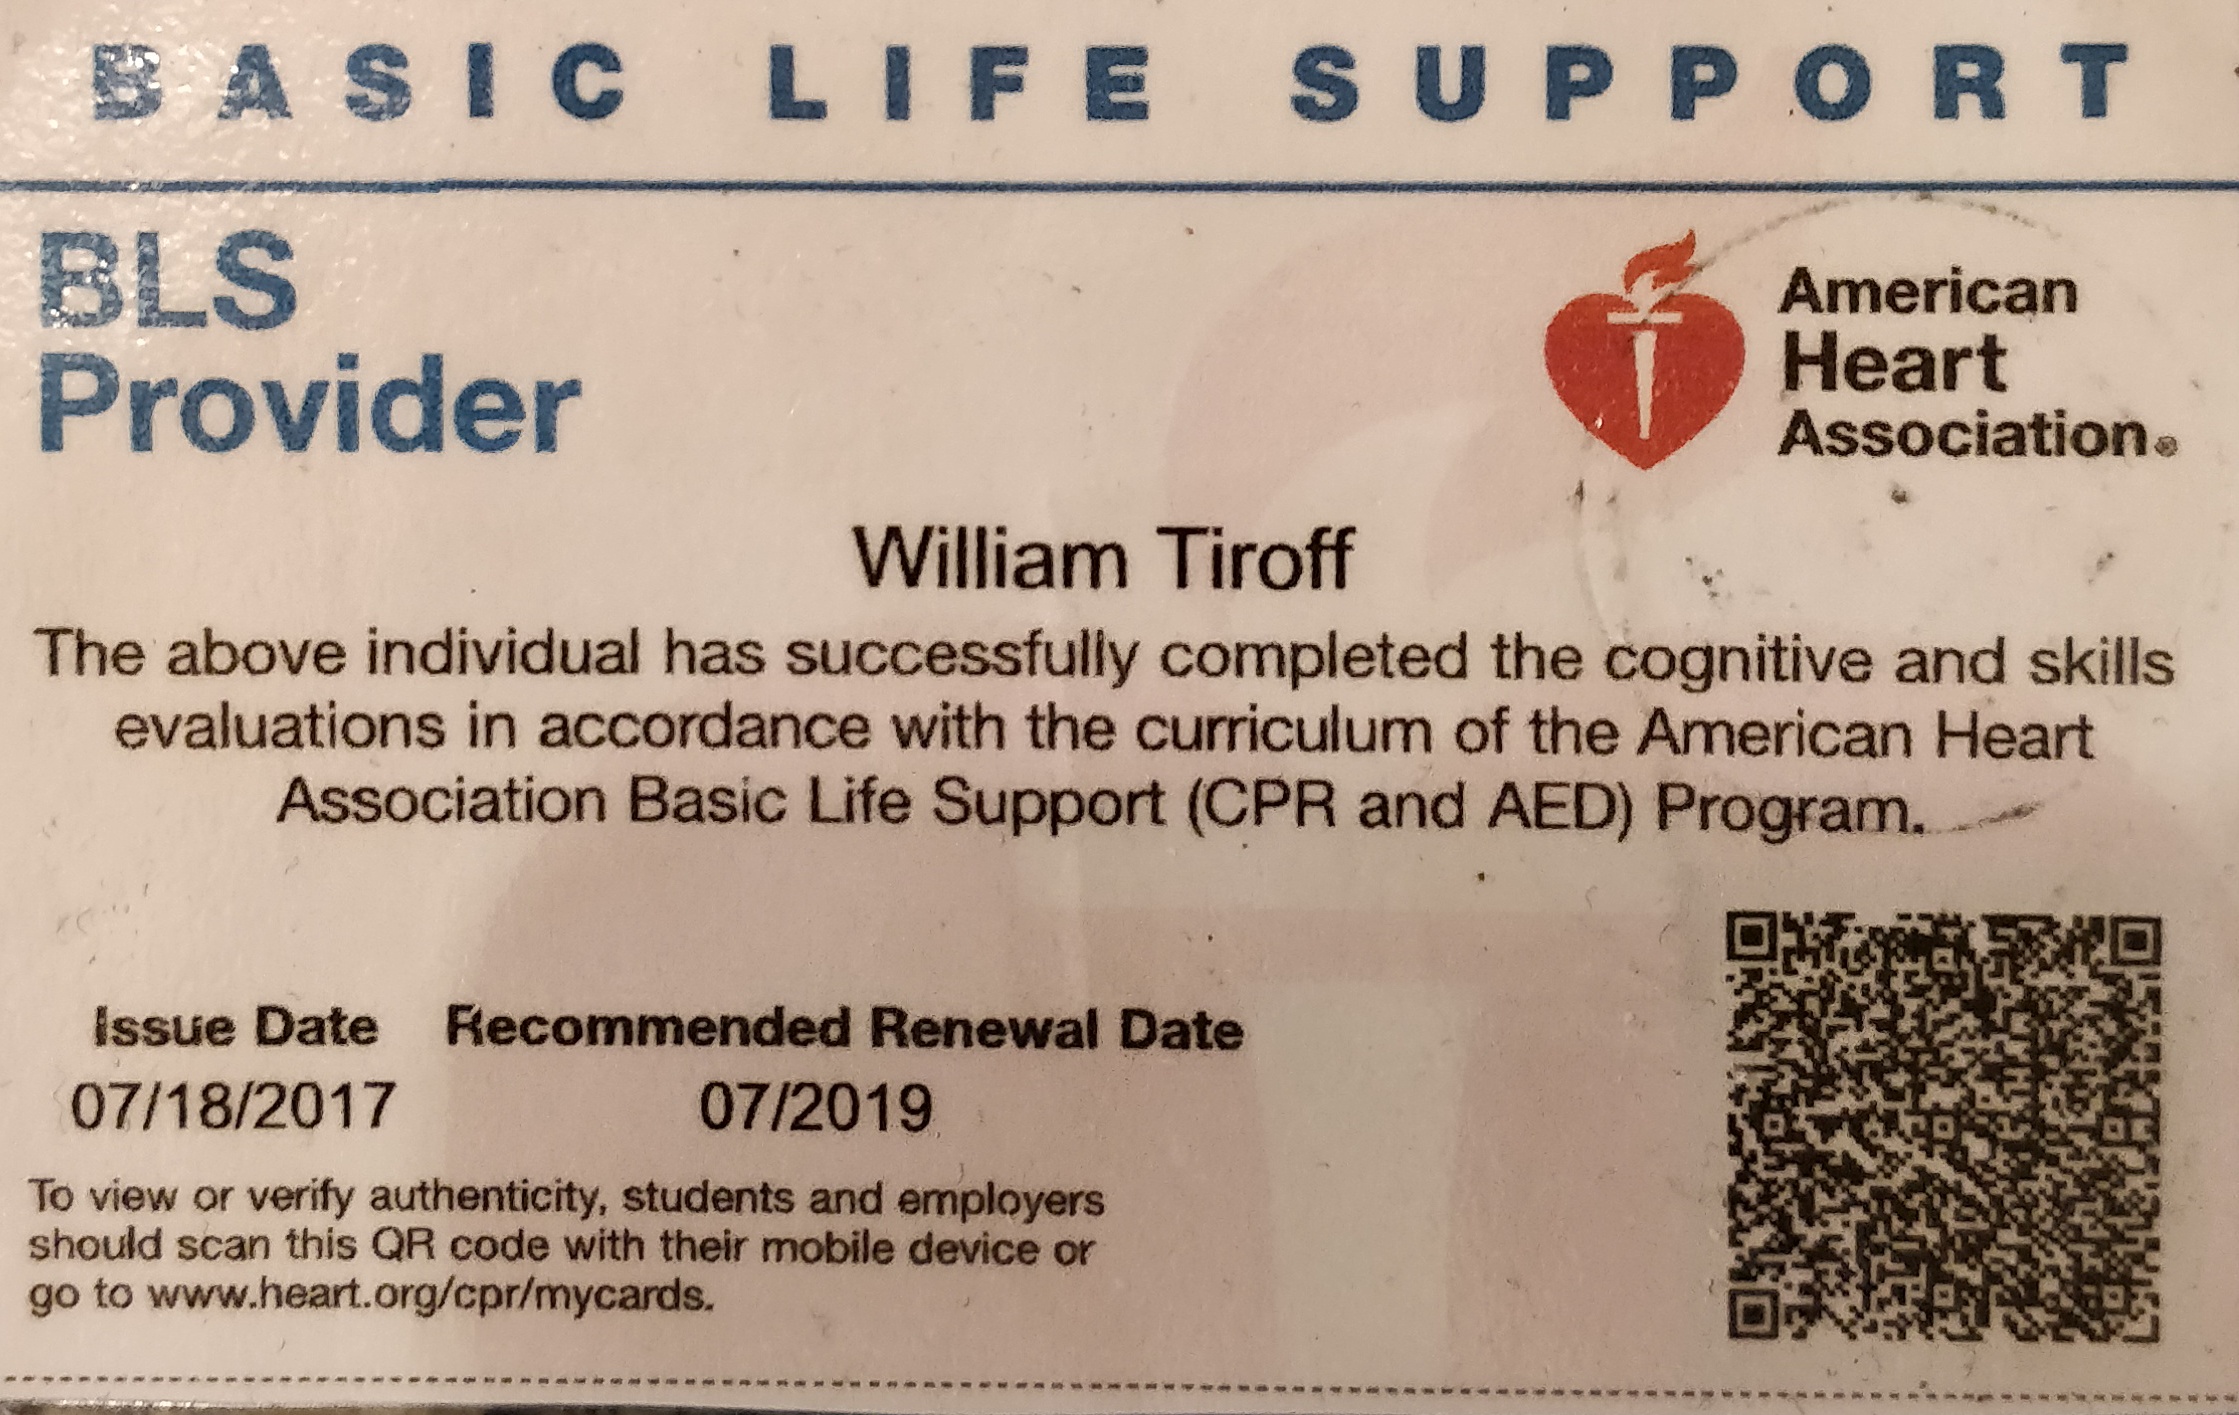 BASIC LIFE SUPPORT
BLS
Provider
American
Heart
Association®
William Tiroff
The above individual has successfully completed the cognitive and skills
evaluations in accordance with the curriculum of the American Heart
Association Basic Life Support (CPR and AED) Program.
Issue Date Recommended Renewal Date
07/18/2017 07/2019
To view or verify authenticity, students and employers
should scan this QR code with their mobile device or
go to www.heart.org/cpr/mycards.